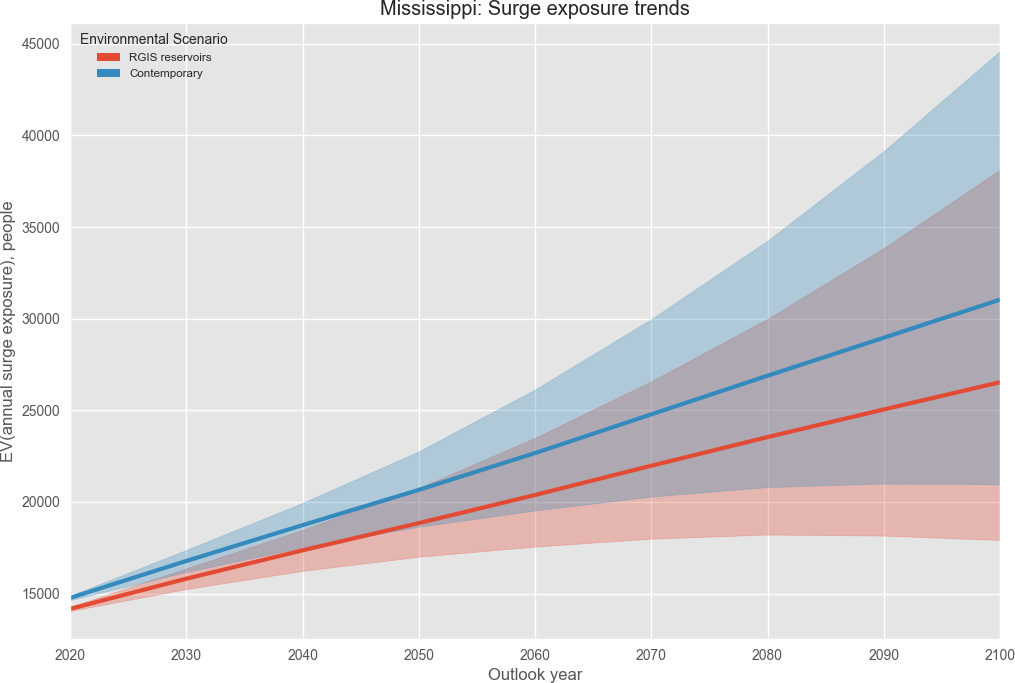 Mississippi: Surge exposure trends
Environmental Scenario
RGIS reservoirs
Contemporary
EV(annual surge exposure), people
45000
40000
35000
30000
25000
20000
15000
2020 2030 2040 2050 2060 2070 2080 2090 2100
Outlook year